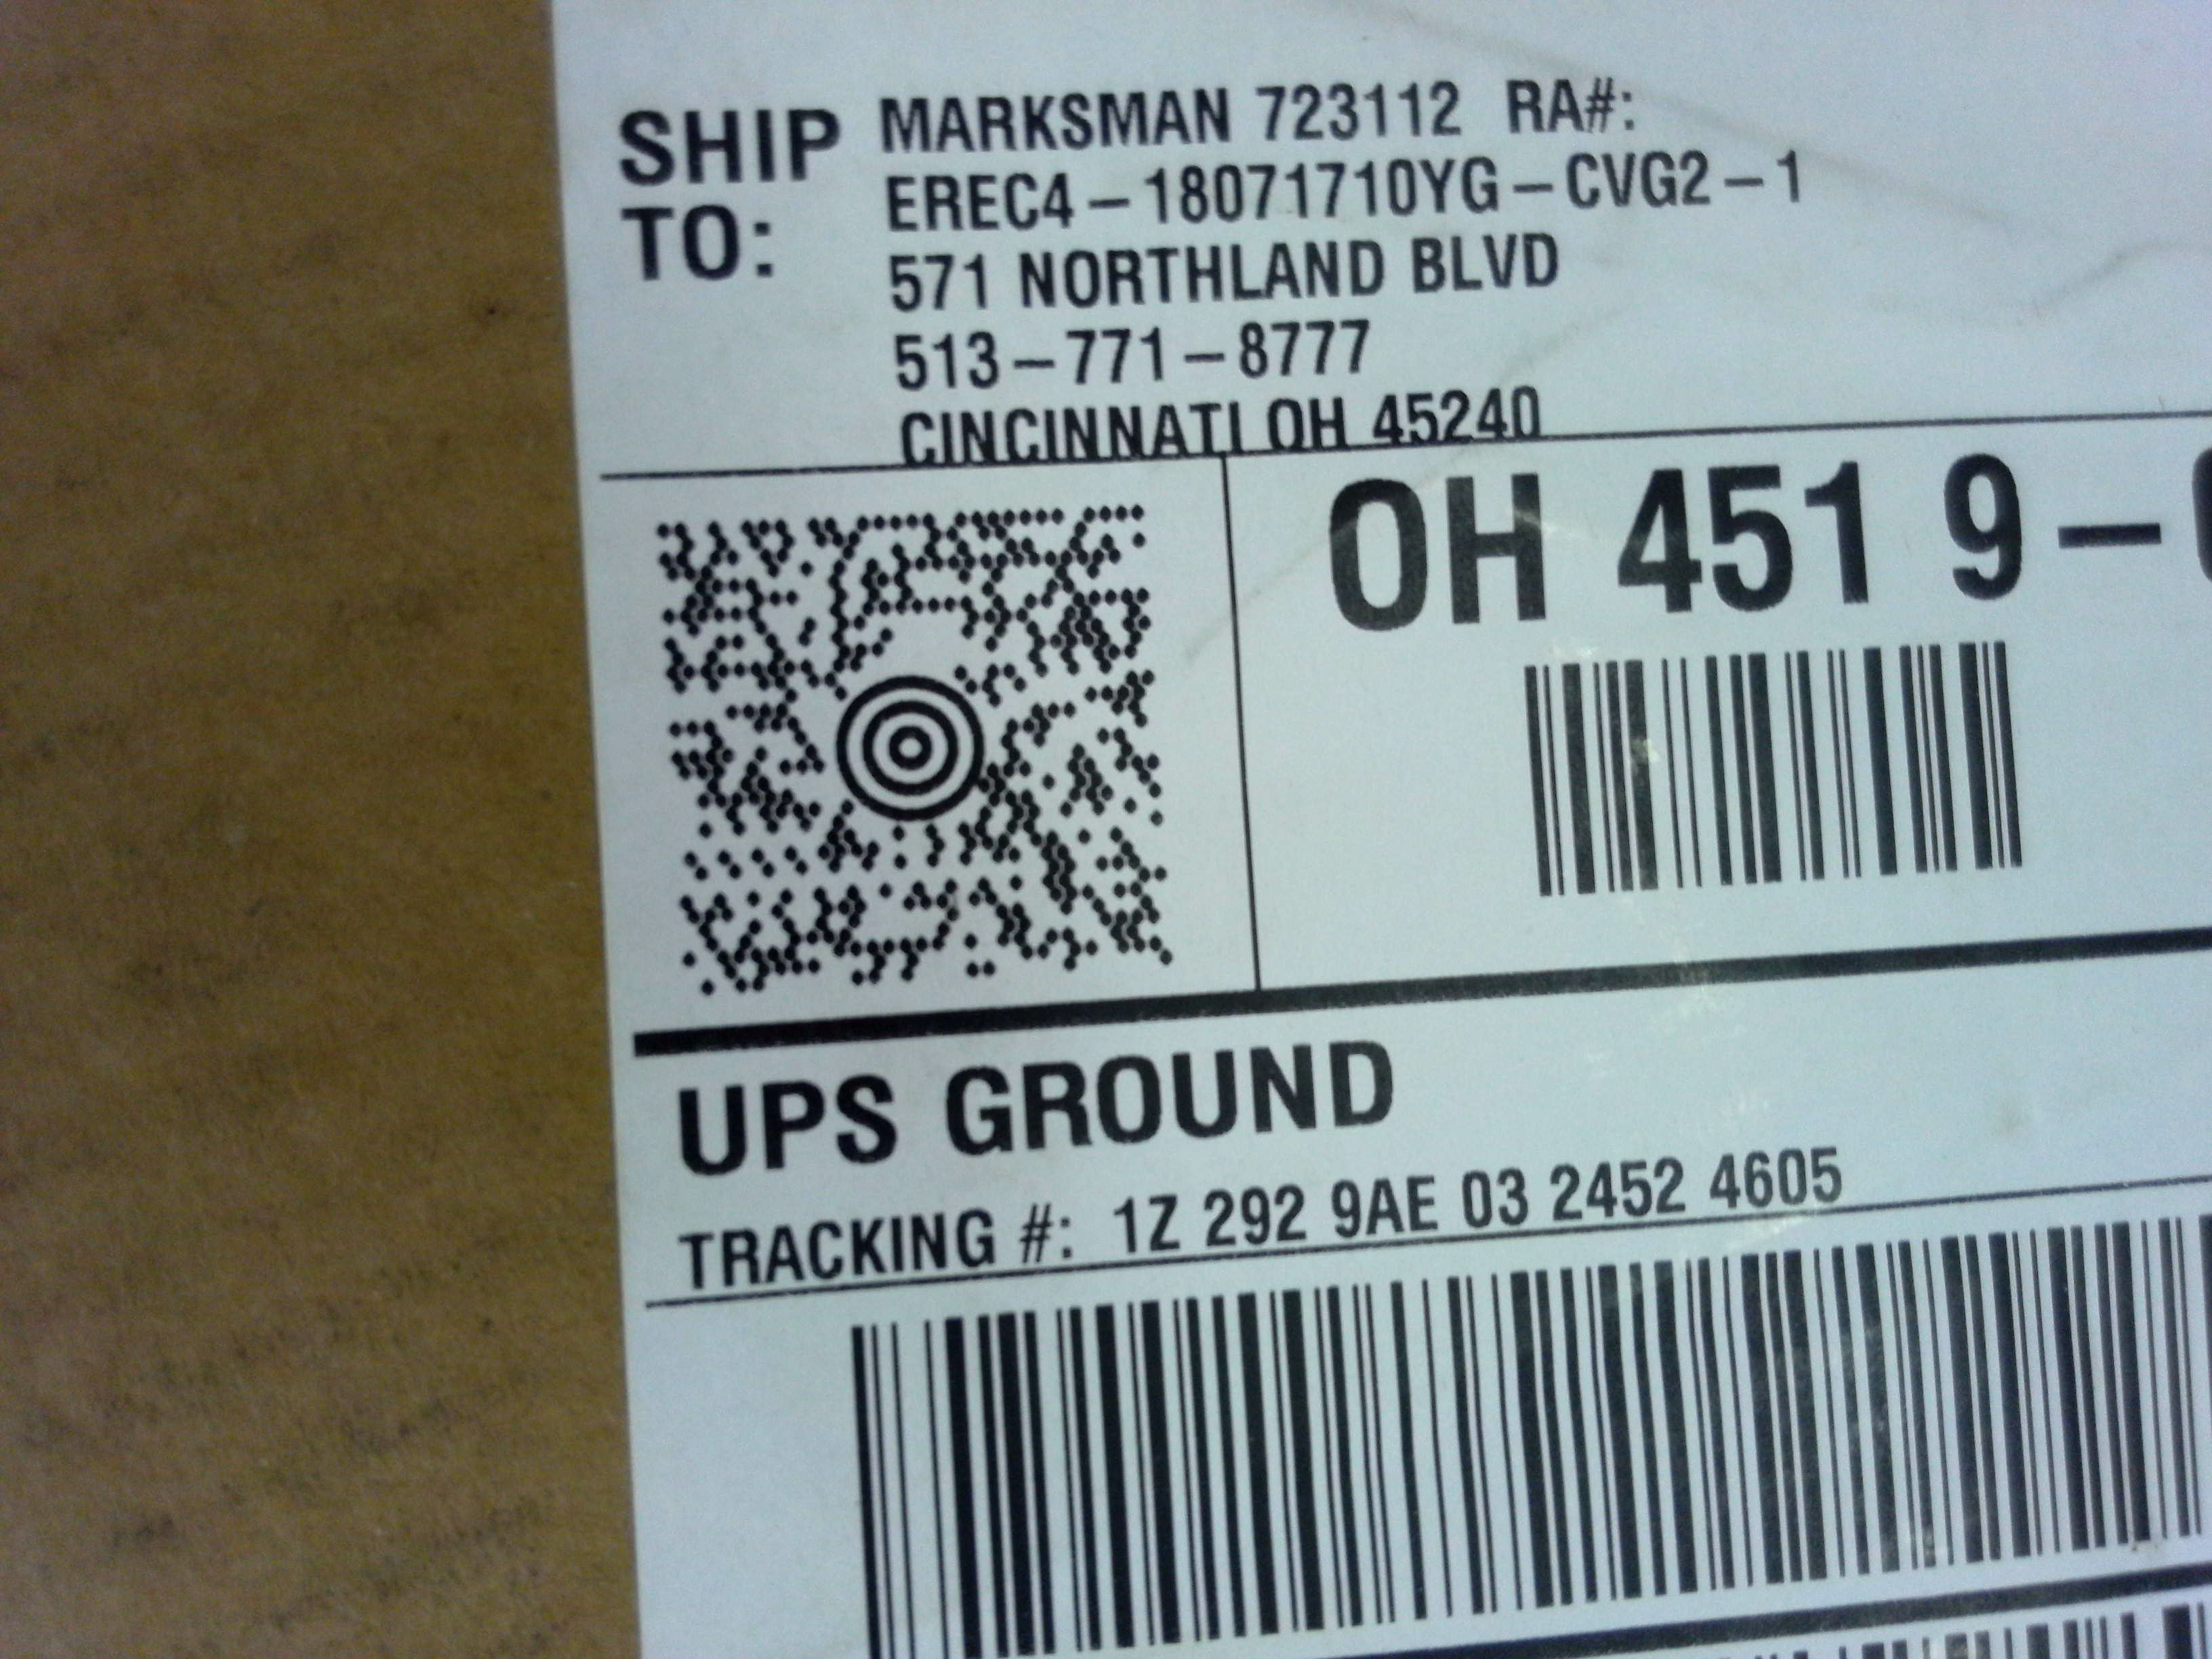 SHIP TO:
MARKSMAN 723112 RA#:
EREC4-18071710YG-CVG2-1
571 NORTHLAND BLVD
513-771-8777
CINCINNATI OH 45240
OH 451 9-
UPS GROUND
TRACKING #: 1Z 292 9AE 03 2452 4605